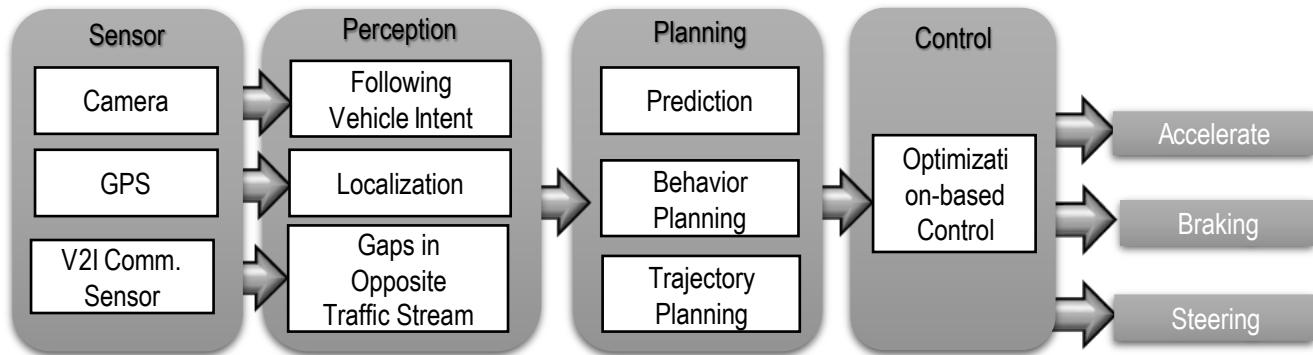 Sensor
Camera
GPS
V2I Comm.
Sensor
Perception
Following
Vehicle Intent
Localization
Gaps in
Opposite
Traffic Stream
Planning
Prediction
Behavior
Planning
Trajectory
Planning
Control
Optimizati
on-based
Control
Accelerate
Braking
Steering